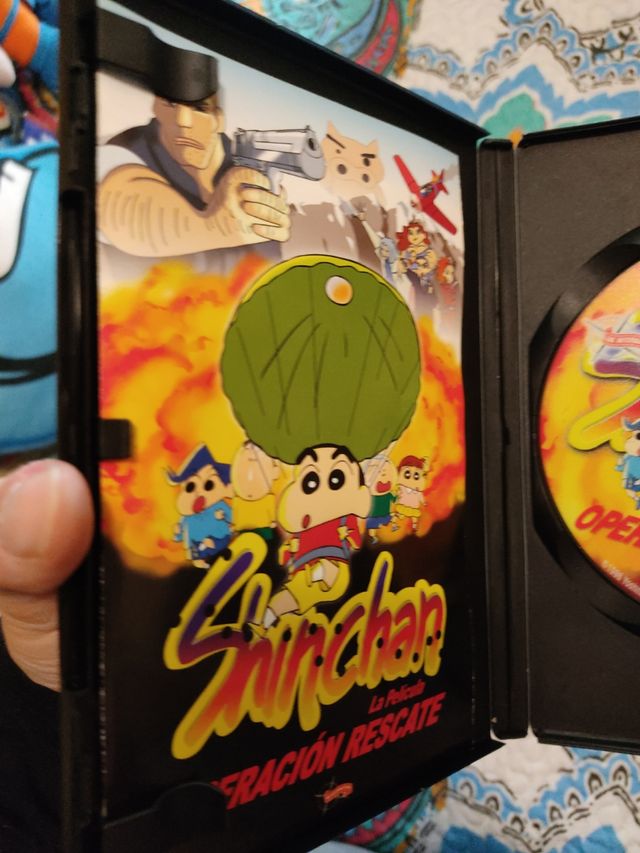 Shinchan
La Película
ERACIÓN RESCATE
OPER